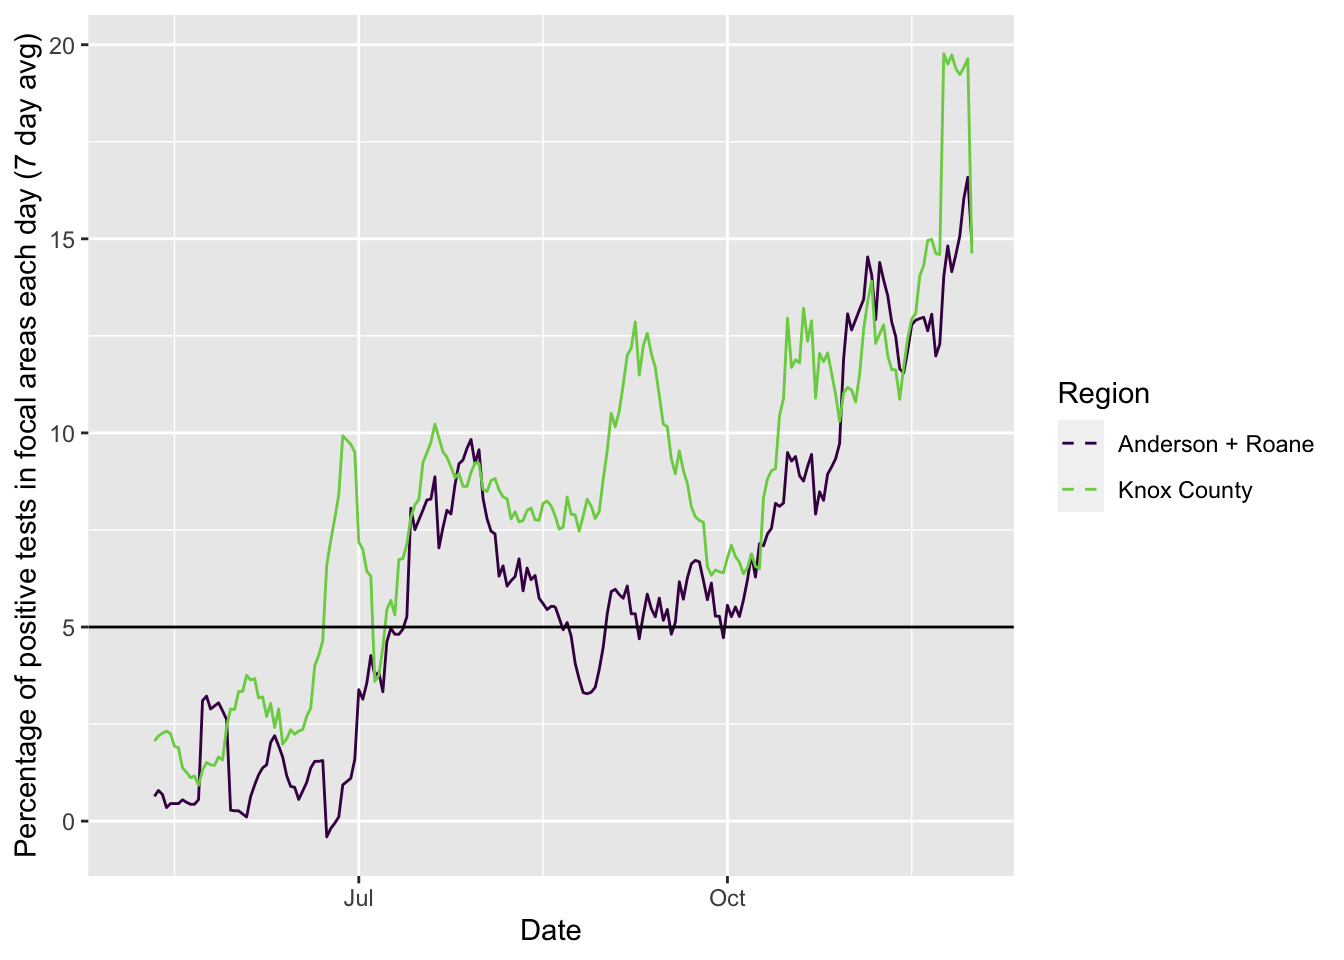 Percentage of positive tests in focal areas each day (7 day avg)
20
15
10
5
0
Jul
Oct
Date
Region
Anderson + Roane
Knox County